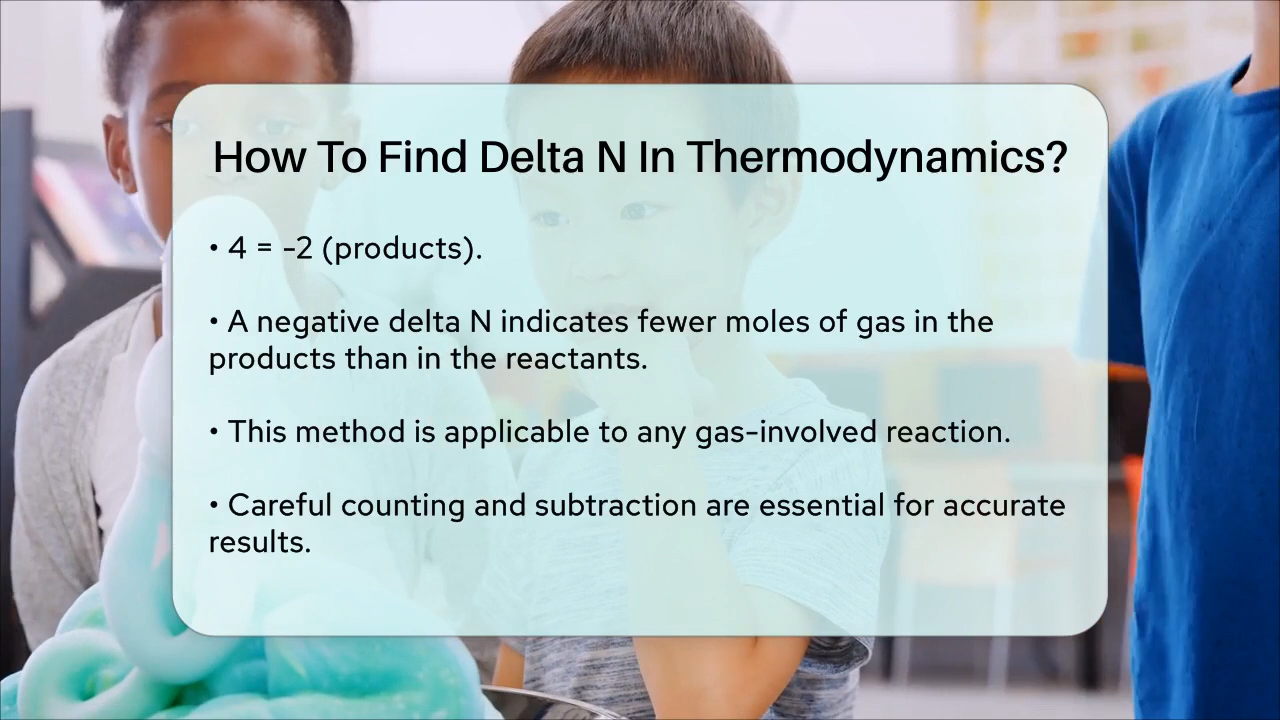 How To Find Delta N In Thermodynamics?
• 4 = -2 (products).
• A negative delta N indicates fewer moles of gas in the
products than in the reactants.
• This method is applicable to any gas-involved reaction.
• Careful counting and subtraction are essential for accurate
results.